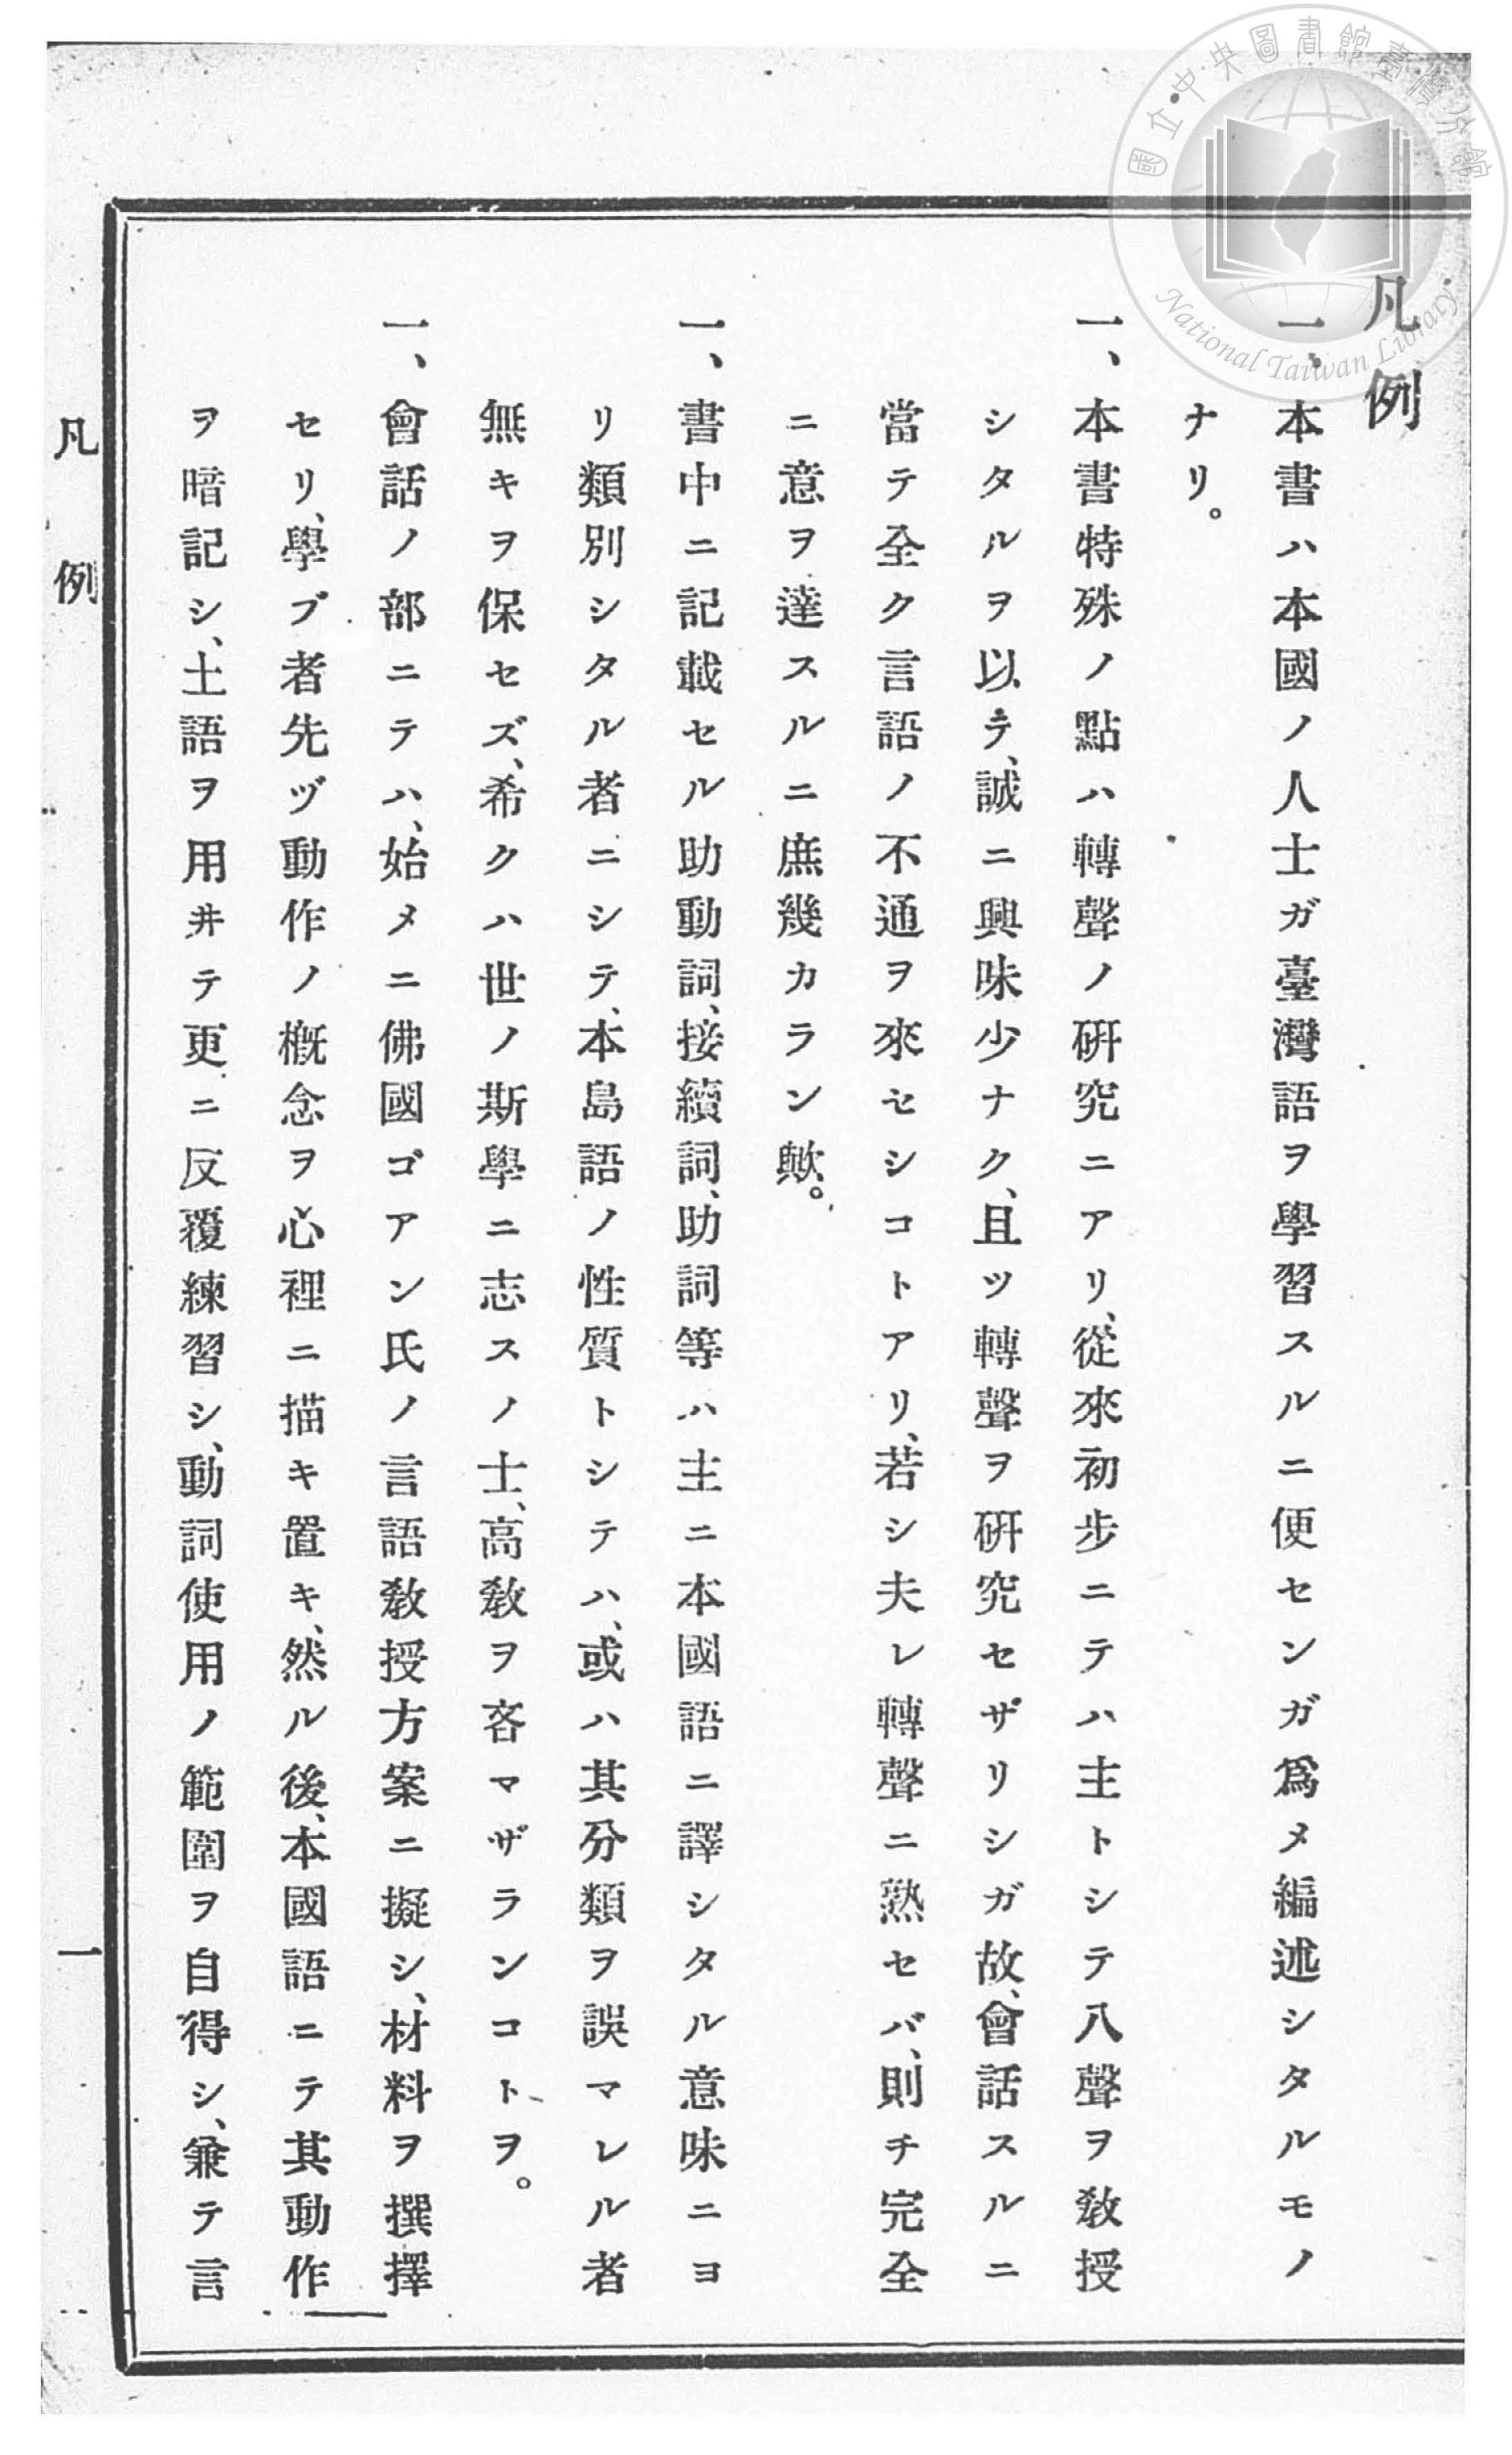 國立中央圖書館臺灣分館
National Taiwan Library
凡例
一、本書ハ本國ノ人士ガ臺灣語ヲ學習スルニ便センガ爲メ編述シタルモノ
ナリ。
一、本書特殊ノ點ハ轉聲ノ硏究ニアリ、從來初步ニテハ主トシテ八聲ヲ敎授
シタルヲ以テ、誠ニ興味少ナク、且ツ轉聲ヲ硏究セザリシガ故、會話スルニ
當テ全ク言語ノ不通ヲ來セシコトアリ、若シ夫レ轉聲ニ熟セバ、則チ完全
ニ意ヲ達スルニ庶幾カラン歟。
一、書中ニ記載セル助動詞、接續詞、助詞等ハ主ニ本國語ニ譯シタル意味ニヨ
リ類別シタル者ニシテ、本島語ノ性質トシテハ、或ハ其分類ヲ誤マレル者
無キヲ保セズ、希クハ世ノ斯學ニ志スノ士、高敎ヲ吝マザランコトヲ。
一、會話ノ部ニテハ、始メニ佛國ゴアン氏ノ言語敎授方案ニ擬シ、材料ヲ撰擇
セリ、學ブ者先ヅ動作ノ槪念ヲ心裡ニ描キ置キ、然ル後、本國語ニテ其動作
ヲ暗記シ、土語ヲ用井テ更ニ反覆練習シ、動詞使用ノ範圍ヲ自得シ、兼テ言
凡例 一